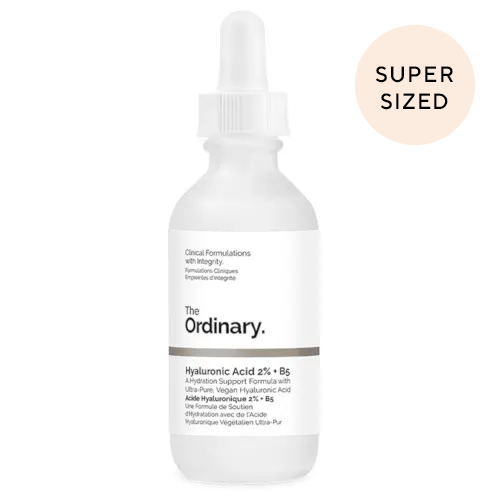 SUPER
SIZED
Clinical Formulations
with Integrity.
Formulations Cliniques
Empreintes d'Intégrité
The
Ordinary.
Hyaluronic Acid 2% + B5
A Hydration Support Formula with
Ultra-Pure, Vegan Hyaluronic Acid
Acide Hyaluronique 2% + B5
Une Formule de Soutien
d'Hydratation avec de l'Acide
Hyaluronique Végétalien Ultra-Pur